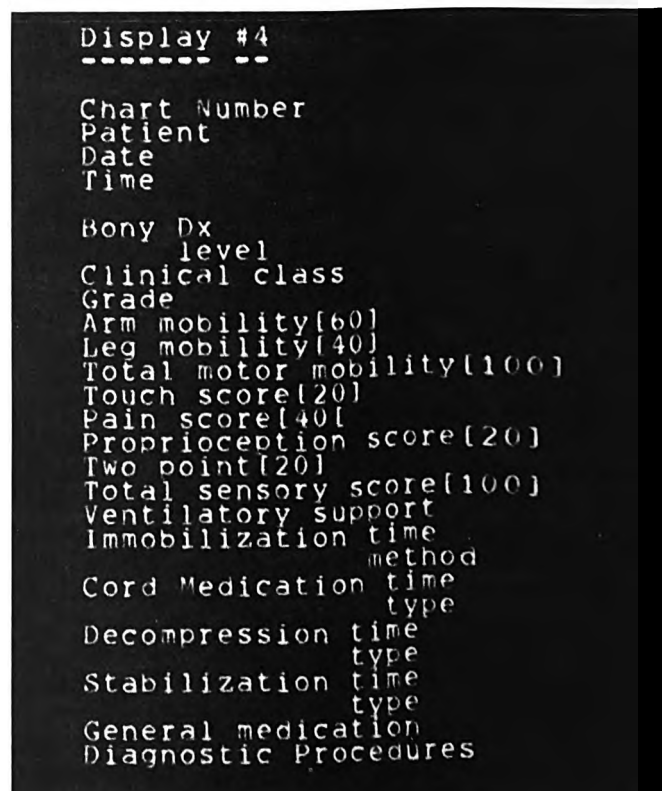 Display #4
------- --
Chart Number
Patient
Date
Time
Bony Dx
level
Clinical class
Grade
Arm mobility[60]
Leg mobility[40]
Total motor mobility[100]
Touch score[20]
Pain score[40[
Proprioception score[20]
Two point[20]
Total sensory score[100]
Ventilatory support
Immobilization time
method
Cord Medication time
type
Decompression time
type
Stabilization time
type
General medication
Diagnostic Procedures